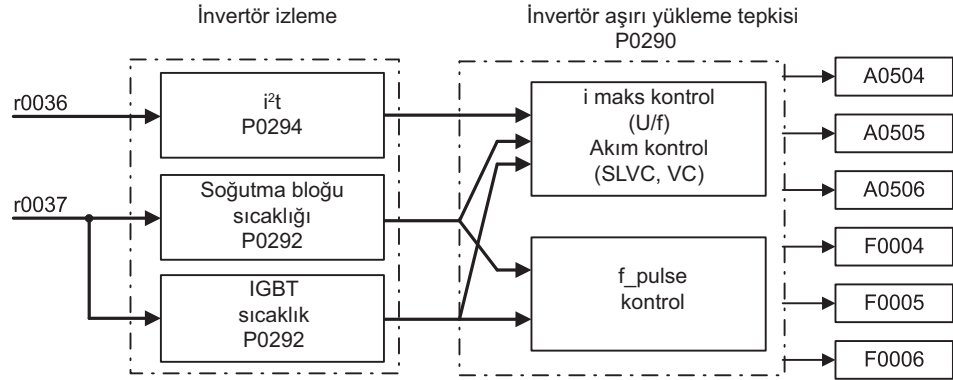 İnvertör izleme
İnvertör aşırı yükleme tepkisi
P0290
r0036
i²t
P0294
r0037
Soğutma bloğu
sıcaklığı
P0292
IGBT
sıcaklık
P0292
i maks kontrol
(U/f)
Akım kontrol
(SLVC, VC)
f_pulse
kontrol
A0504
A0505
A0506
F0004
F0005
F0006